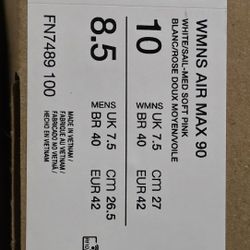 WMNS AIR MAX 90
WHITE/SAIL-MED SOFT PINK
BLANC/ROSE DOUX MOYEN/VOILE
10
WMNS
UK 7.5
BR 40
cm 27
EUR 42
8.5
MENS
UK 7.5
BR 40
cm 26.5
EUR 42
MADE IN VIETNAM /
FABRIQUE AU VIETNAM
/ FABRICADO NO VIETNÃ /
HECHO EN VIETNAM
FN7489 100